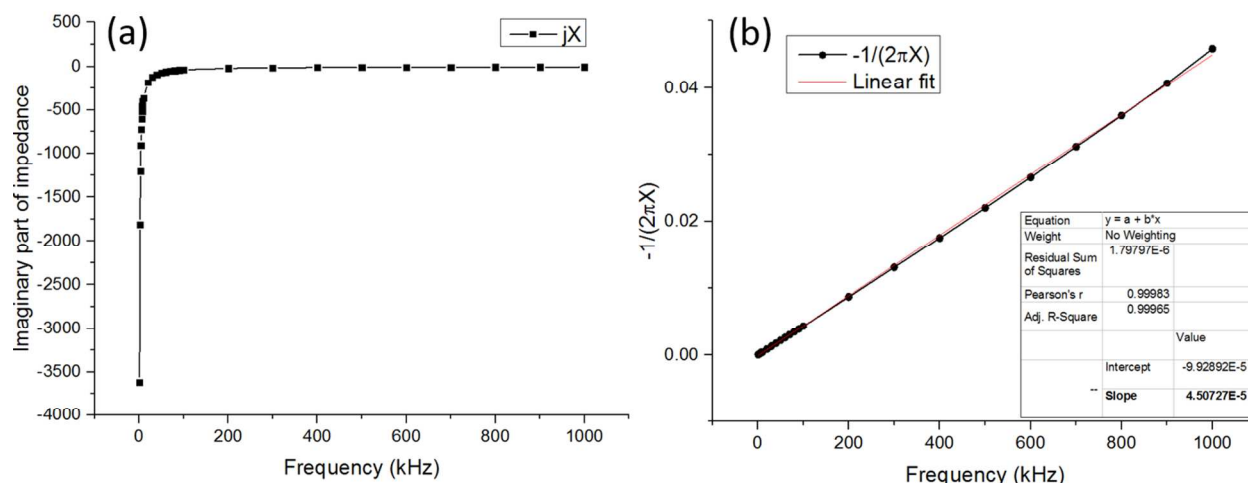 (a)
jX
500
0
-500
-1000
-1500
-2000
-2500
-3000
-3500
-4000
Imaginary part of impedance
0 200 400 600 800 1000
Frequency (kHz)
(b)
-1/(2πX)
Linear fit
0.04
0.02
0.00
-1/(2πX)
Equation y = a + b*x
Weight No Weighting
Residual Sum of Squares 1.79797E-6
Pearson's r 0.99983
Adj. R-Square 0.99965
Value
Intercept -9.92892E-5
-- Slope 4.50727E-5
0 200 400 600 800 1000
Frequency (kHz)